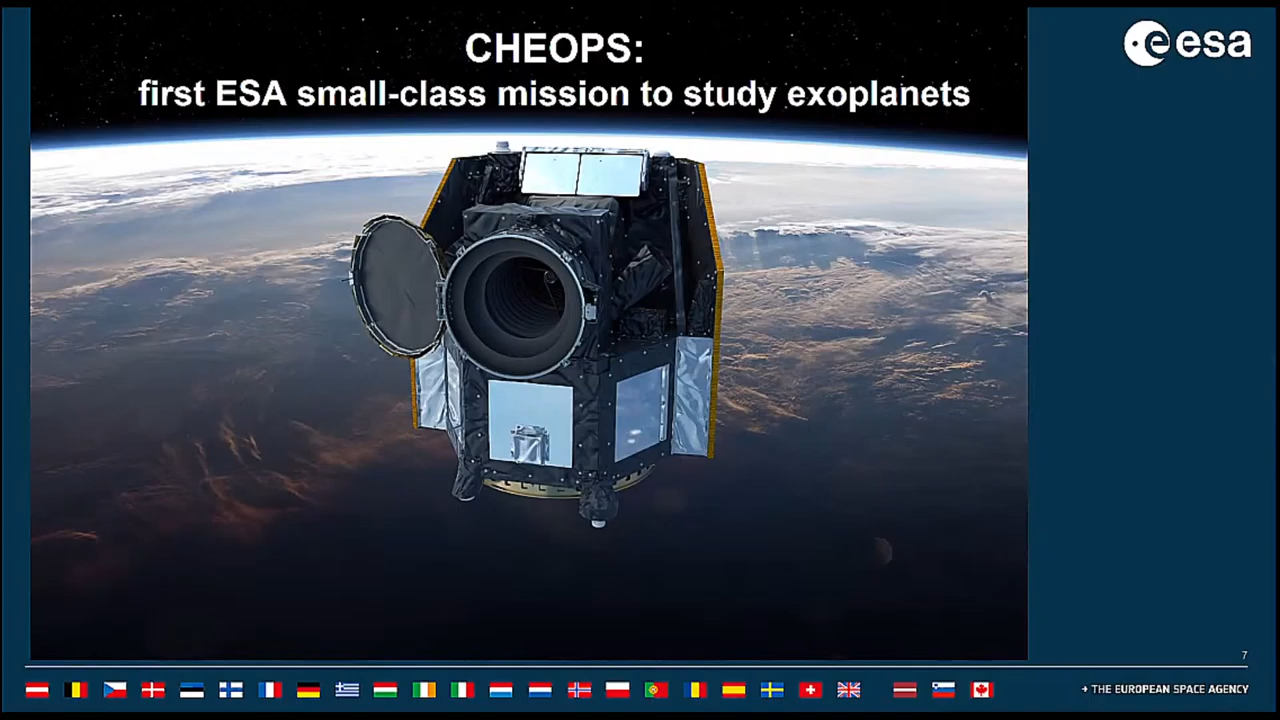 CHEOPS:
first ESA small-class mission to study exoplanets
esa
7
→ THE EUROPEAN SPACE AGENCY